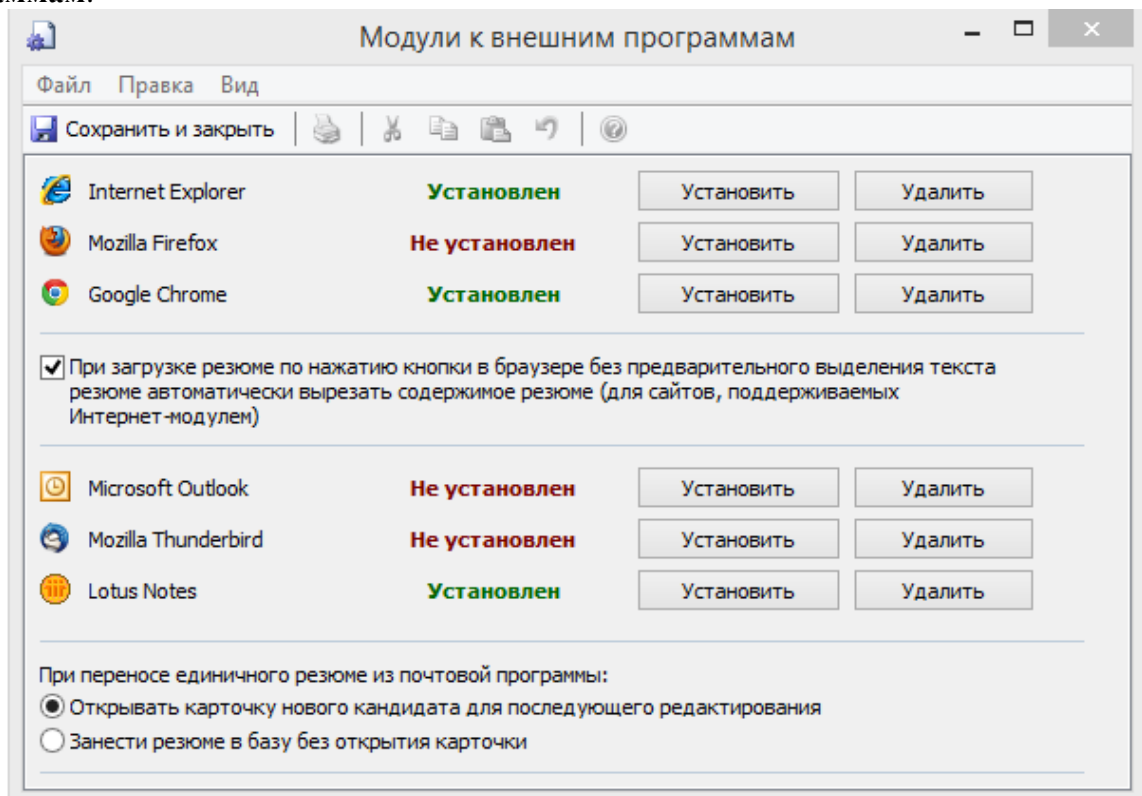 Модули к внешним программам
Файл Правка Вид
Сохранить и закрыть
Internet Explorer Установлен Установить Удалить
Mozilla Firefox Не установлен Установить Удалить
Google Chrome Установлен Установить Удалить
При загрузке резюме по нажатию кнопки в браузере без предварительного выделения текста
резюме автоматически вырезать содержимое резюме (для сайтов, поддерживаемых
Интернет-модулем)
Microsoft Outlook Не установлен Установить Удалить
Mozilla Thunderbird Не установлен Установить Удалить
Lotus Notes Установлен Установить Удалить
При переносе единичного резюме из почтовой программы:
Открывать карточку нового кандидата для последующего редактирования
Занести резюме в базу без открытия карточки